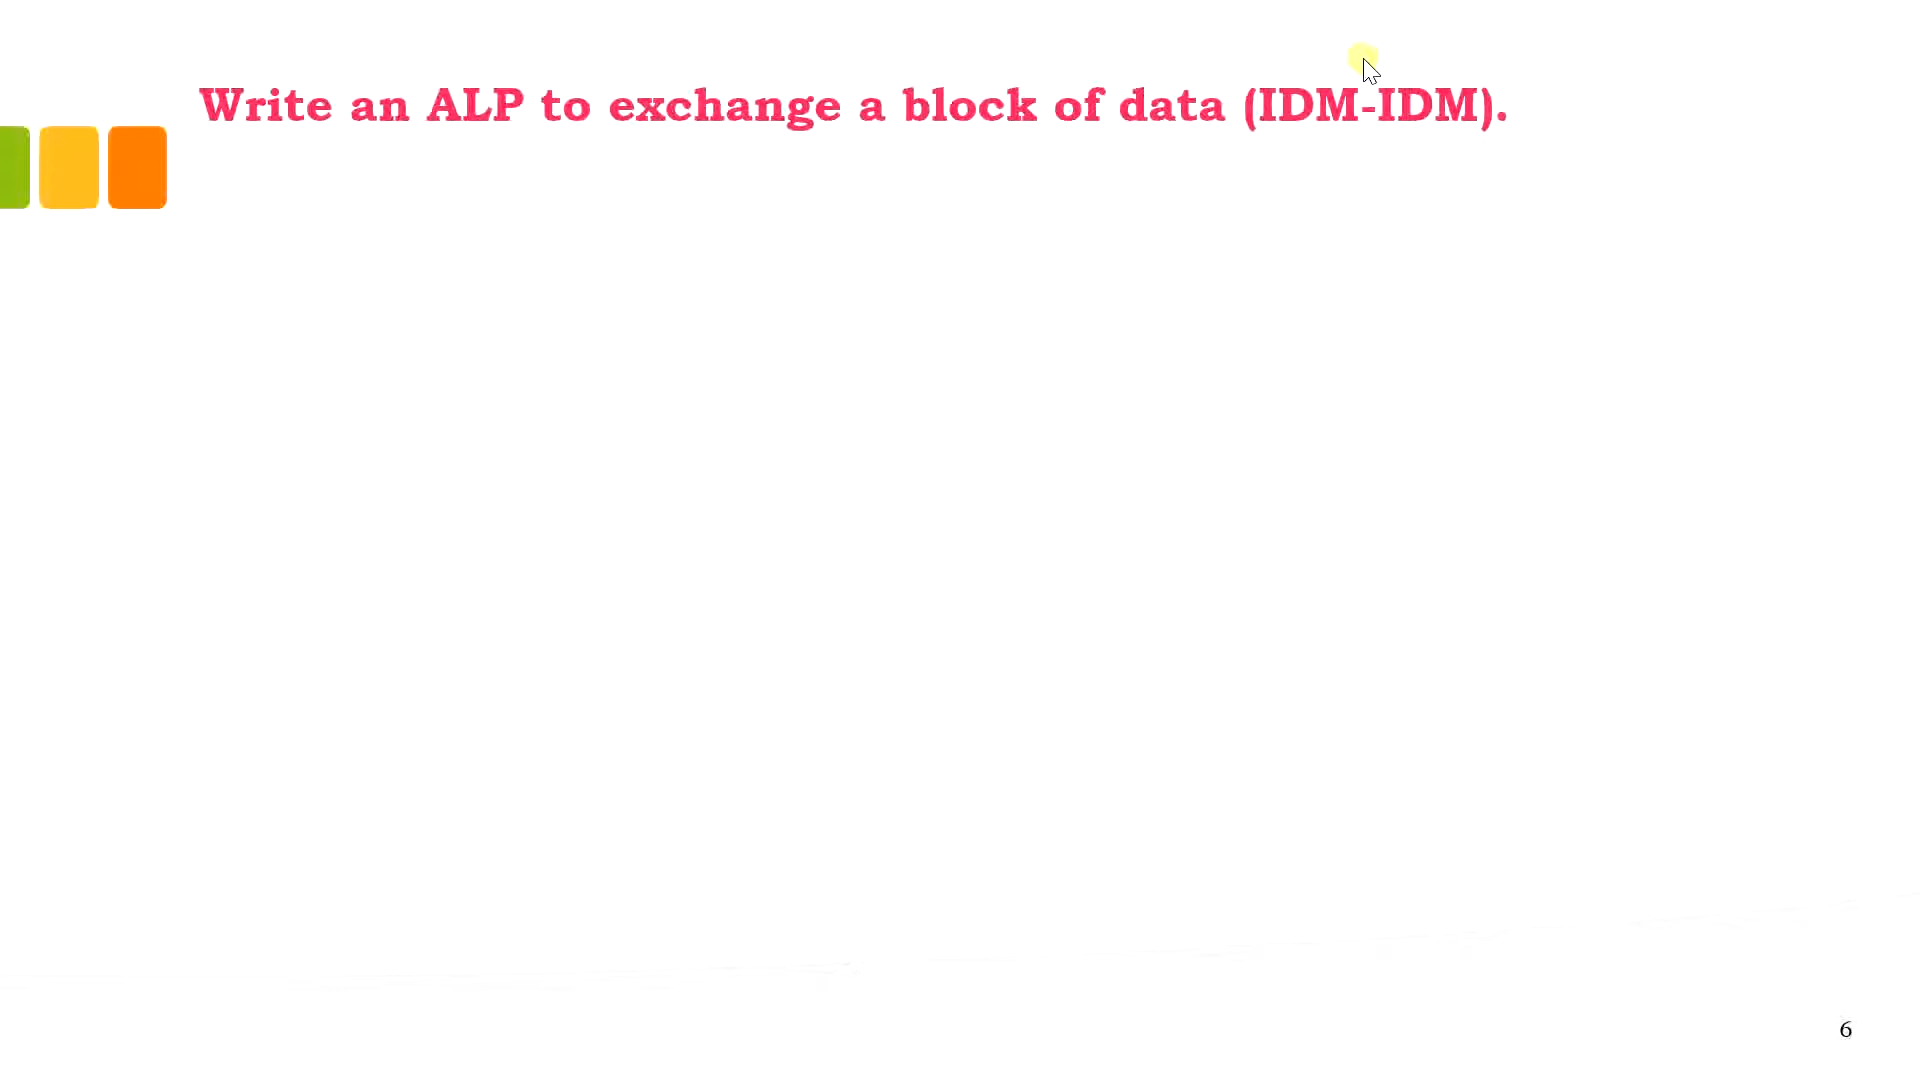 Write an ALP to exchange a block of data (IDM-IDM).
6